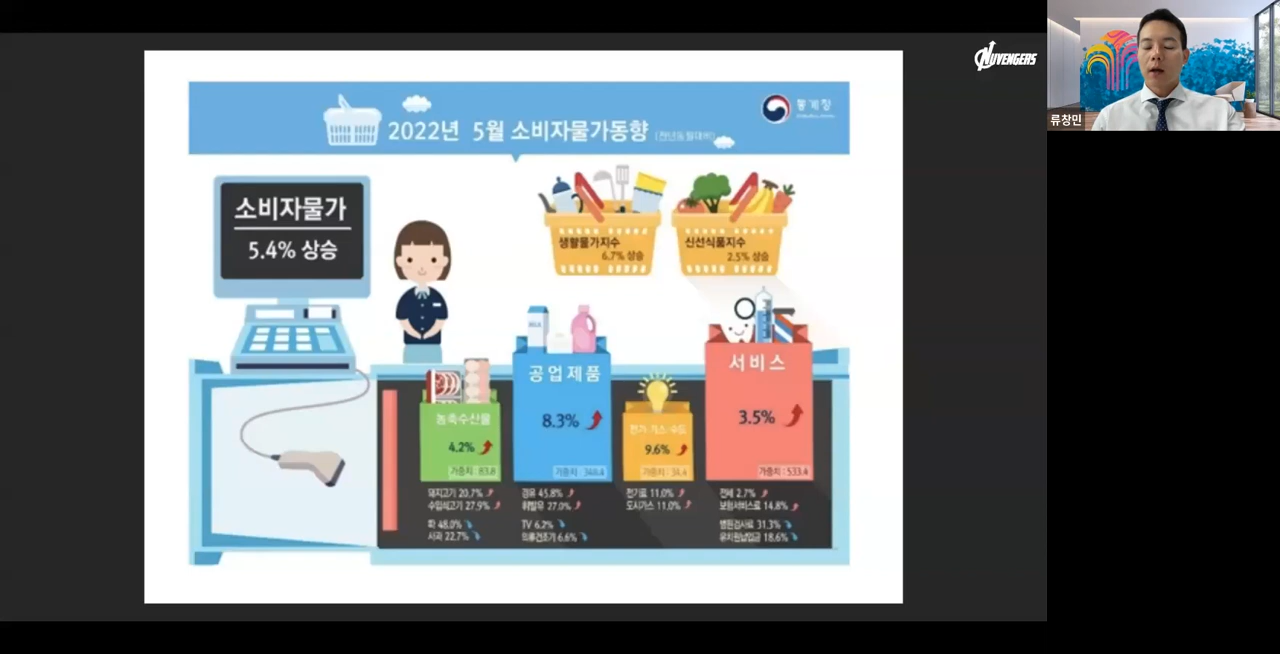 NUVENGERS
류창민
통계청
2022년 5월 소비자물가동향 (전년동월대비)
소비자물가
5.4% 상승
생활물가지수
6.7% 상승
신선식품지수
2.5% 상승
MILK
농축수산물
4.2%
가중치 : 83.8
공업제품
8.3%
전기·가스·수도
9.6%
가중치 : 34.4
서비스
3.5%
가중치 : 533.4
돼지고기 20.7%
수입쇠고기 27.9%
파 48.0%
사과 22.7%
경유 45.8%
휘발유 27.0%
TV 6.2%
의류건조기 6.6%
전기료 11.0%
도시가스 11.0%
전세 2.7%
보험서비스료 14.8%
병원검사료 31.3%
유치원납입금 18.6%